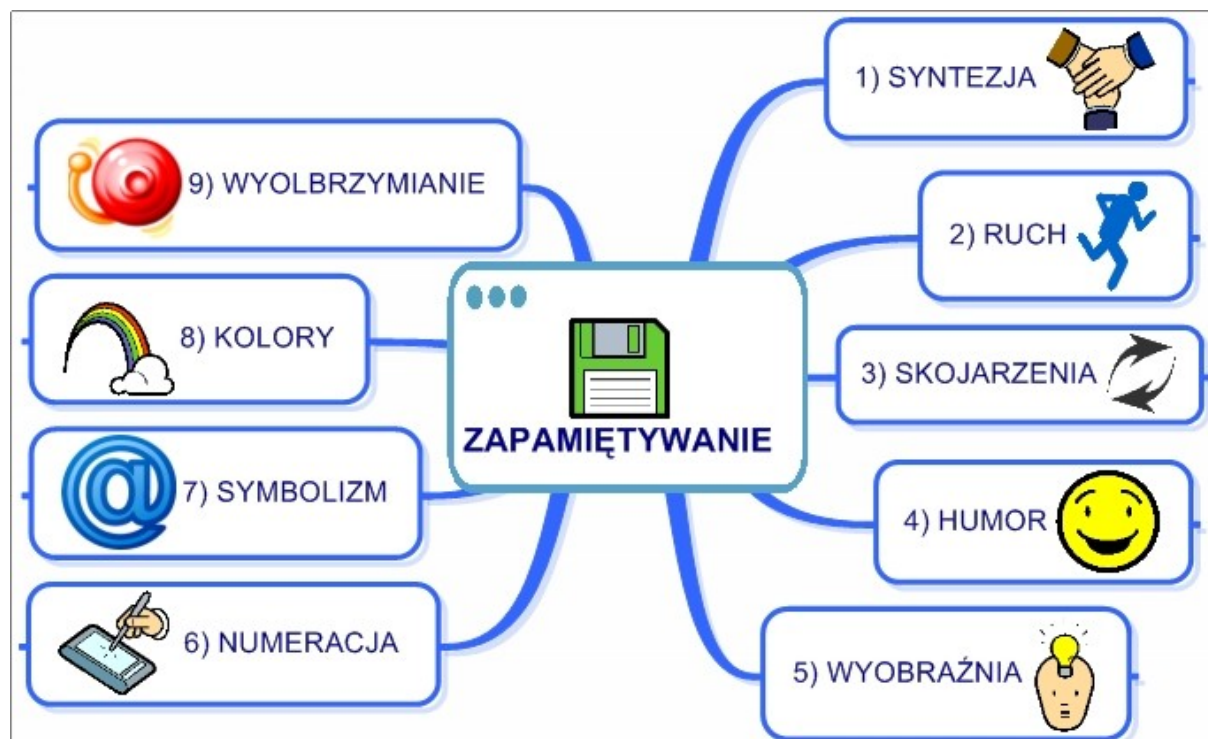 ZAPAMIĘTYWANIE
1) SYNTEZJA
2) RUCH
3) SKOJARZENIA
4) HUMOR
5) WYOBRAŹNIA
6) NUMERACJA
7) SYMBOLIZM
8) KOLORY
9) WYOLBRZYMIANIE